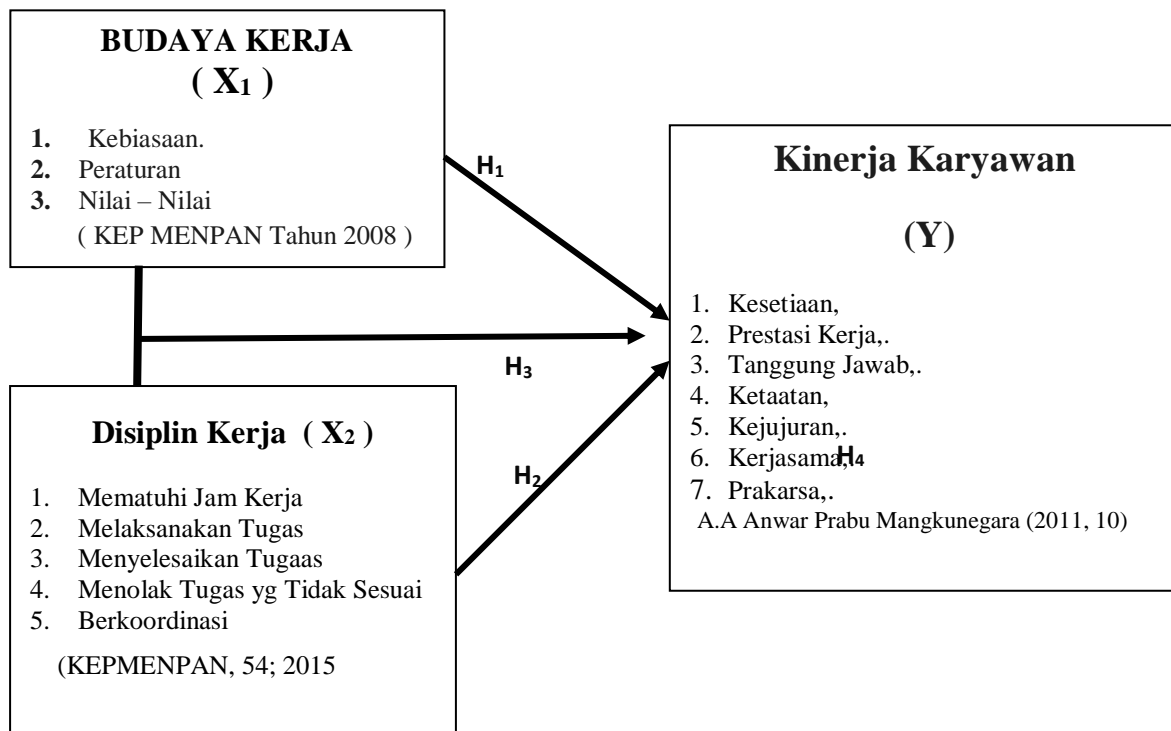 BUDAYA KERJA
( X₁ )
1. Kebiasaan.
2. Peraturan
3. Nilai – Nilai
( KEP MENPAN Tahun 2008 )
H₁
H₃
Disiplin Kerja ( X₂ )
1. Mematuhi Jam Kerja
2. Melaksanakan Tugas
3. Menyelesaikan Tugaas
4. Menolak Tugas yg Tidak Sesuai
5. Berkoordinasi
(KEPMENPAN, 54; 2015
H₂
Kinerja Karyawan
(Y)
1. Kesetiaan,
2. Prestasi Kerja,.
3. Tanggung Jawab,.
4. Ketaatan,
5. Kejujuran,.
6. Kerjasama,.
H₄
7. Prakarsa,.
A.A Anwar Prabu Mangkunegara (2011, 10)